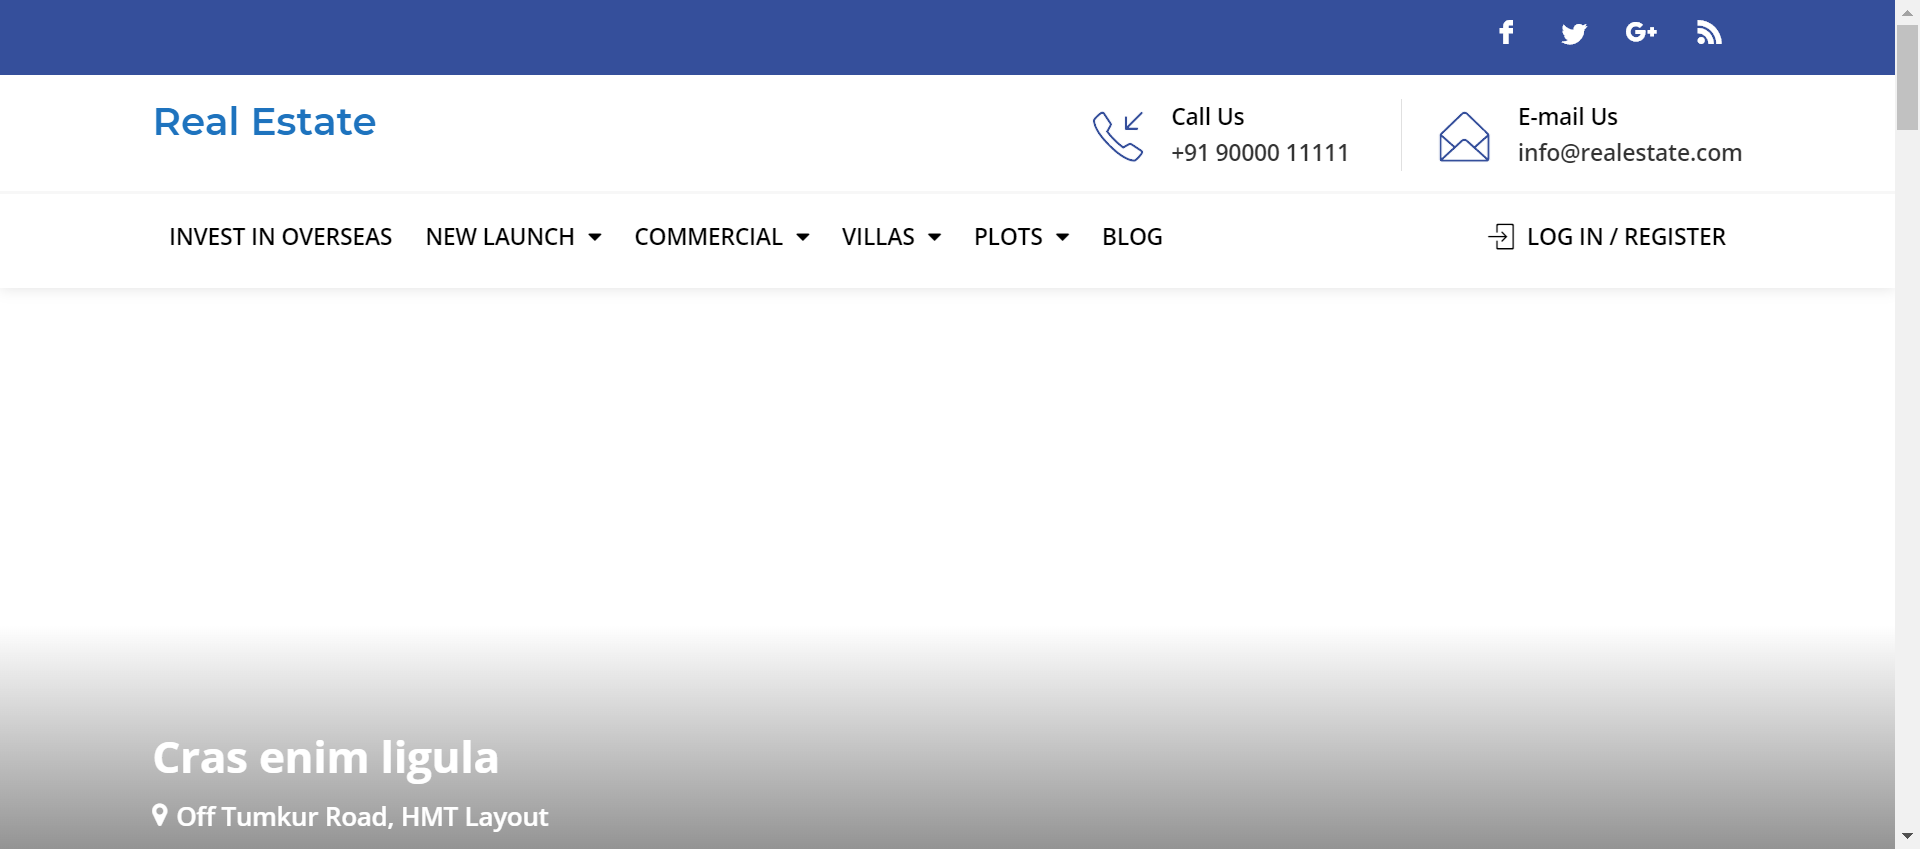 Real Estate
Call Us
+91 90000 11111
E-mail Us
info@realestate.com
INVEST IN OVERSEAS NEW LAUNCH COMMERCIAL VILLAS PLOTS BLOG LOG IN / REGISTER
Cras enim ligula
Off Tumkur Road, HMT Layout